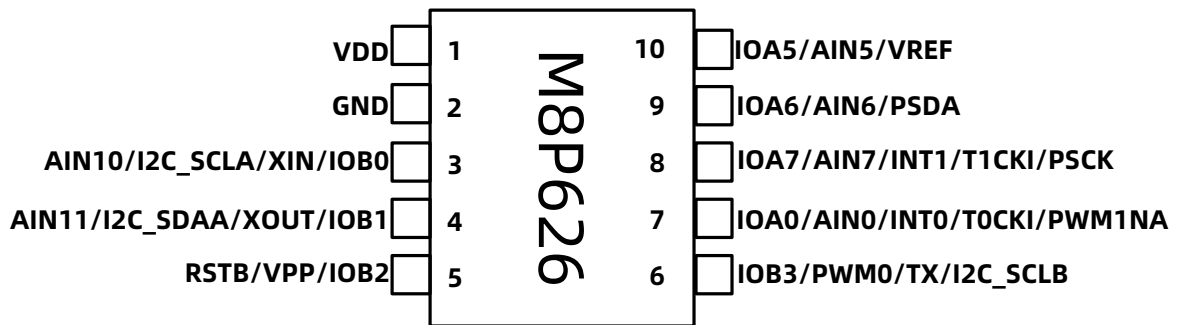 VDD 1 10 IOA5/AIN5/VREF
GND 2 9 IOA6/AIN6/PSDA
AIN10/I2C_SCLA/XIN/IOB0 3 8 IOA7/AIN7/INT1/T1CKI/PSCK
AIN11/I2C_SDAA/XOUT/IOB1 4 7 IOA0/AIN0/INT0/T0CKI/PWM1NA
RSTB/VPP/IOB2 5 6 IOB3/PWM0/TX/I2C_SCLB
M8P626